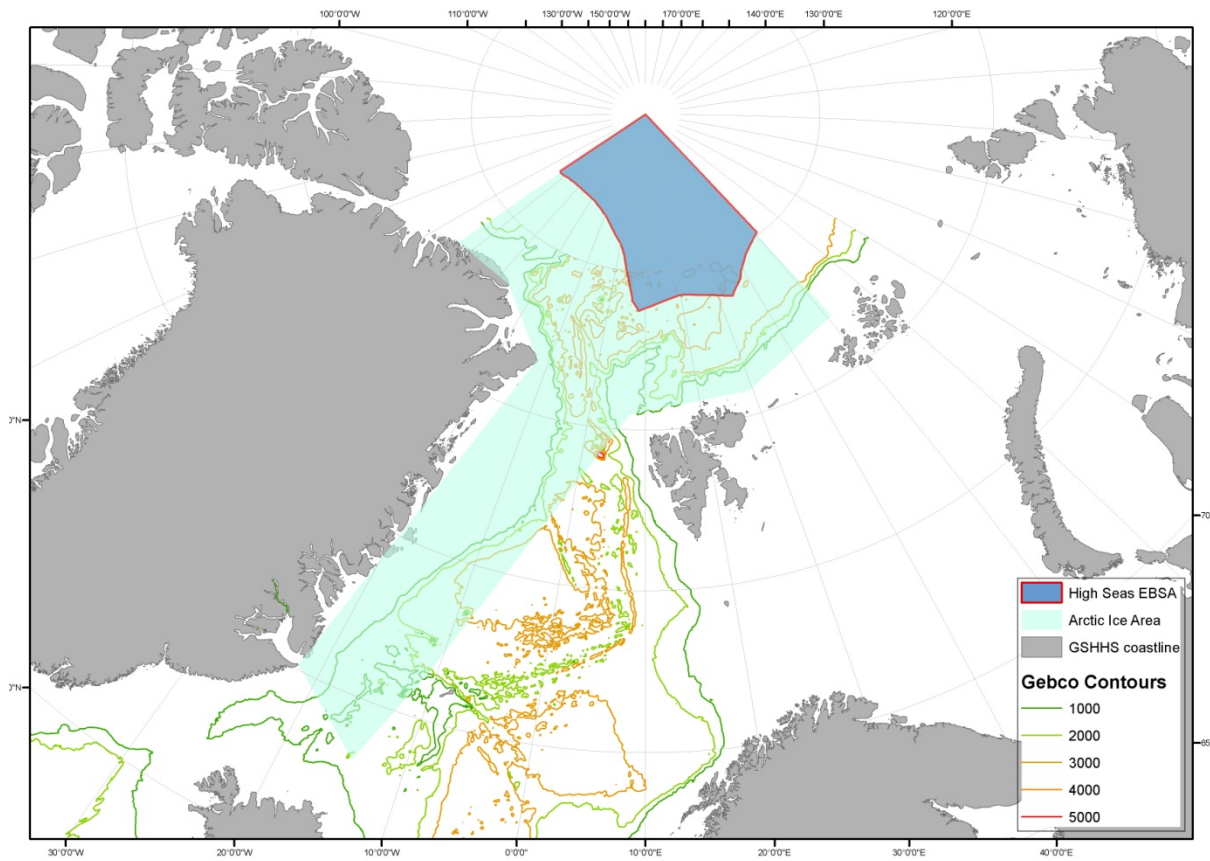 100°0'0"W 110°0'0"W 130°0'0"W 150°0'0"W 170°0'0"E 140°0'0"E 130°0'0"E 120°0'0"E
7°N
70
7°N
65
High Seas EBSA
Arctic Ice Area
GSHHS coastline
Gebco Contours
1000
2000
3000
4000
5000
30°0'0"W 20°0'0"W 10°0'0"W 0°0'0" 10°0'0"E 20°0'0"E 30°0'0"E 40°0'0"E